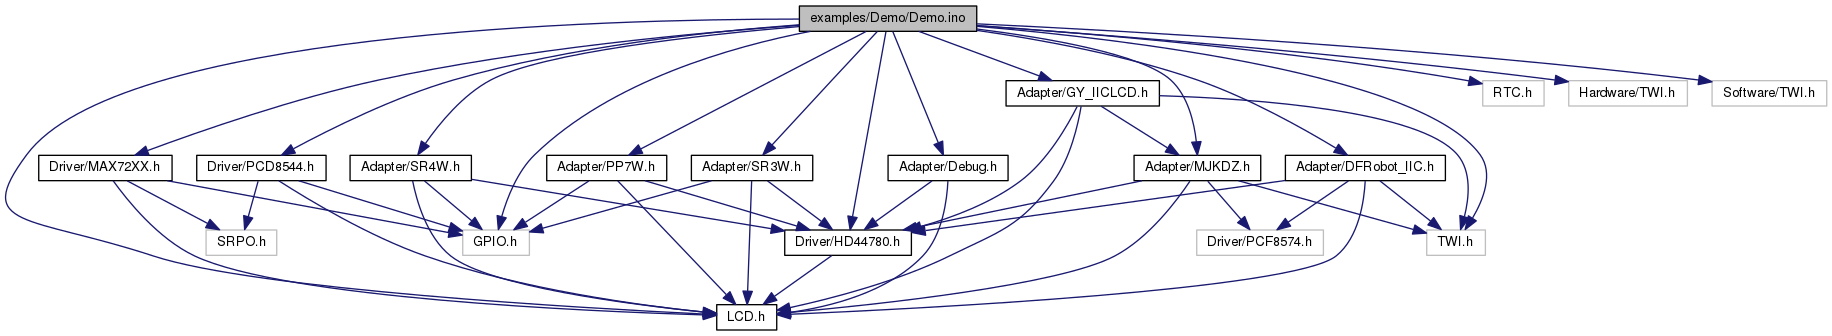 examples/Demo/Demo.ino
Adapter/GY_IICLCD.h
RTC.h
Hardware/TWI.h
Software/TWI.h
Driver/MAX72XX.h
Driver/PCD8544.h
Adapter/SR4W.h
Adapter/PP7W.h
Adapter/SR3W.h
Adapter/Debug.h
Adapter/MJKDZ.h
Adapter/DFRobot_IIC.h
SRPO.h
GPIO.h
Driver/HD44780.h
Driver/PCF8574.h
TWI.h
LCD.h